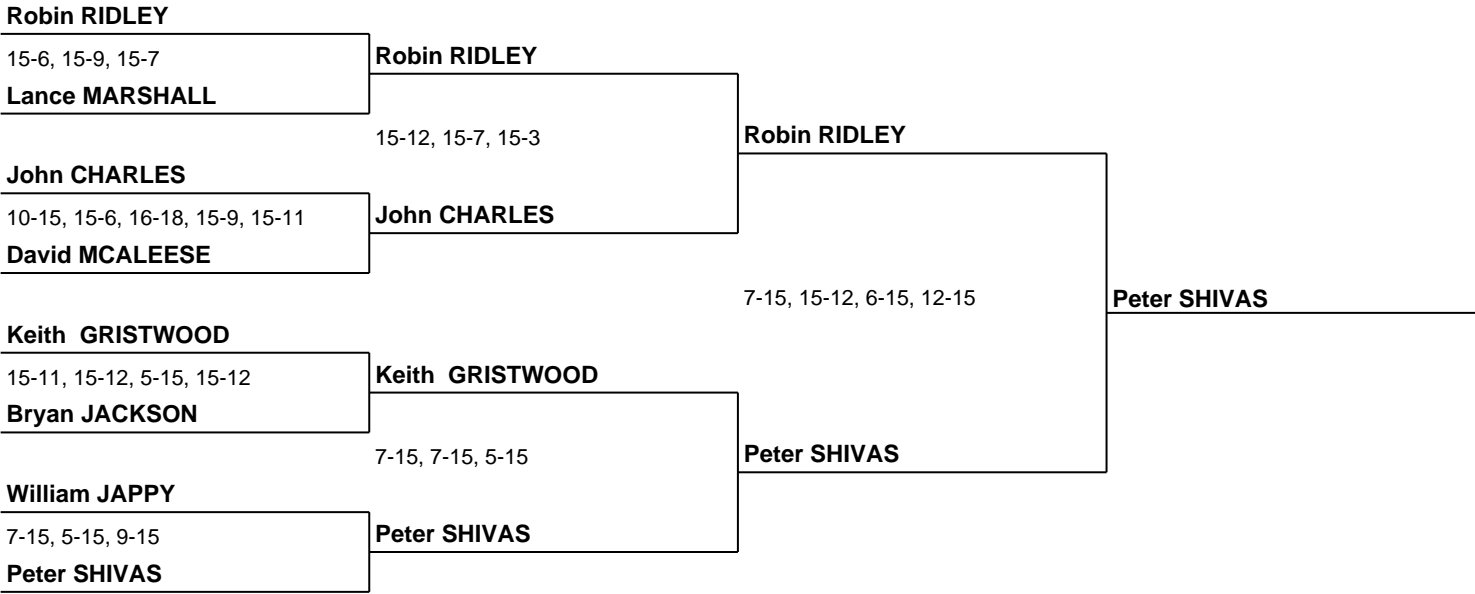 Robin RIDLEY
15-6, 15-9, 15-7
Lance MARSHALL
Robin RIDLEY
15-12, 15-7, 15-3
John CHARLES
10-15, 15-6, 16-18, 15-9, 15-11
David MCALEESE
John CHARLES
Robin RIDLEY
7-15, 15-12, 6-15, 12-15
Peter SHIVAS
Keith  GRISTWOOD
15-11, 15-12, 5-15, 15-12
Bryan JACKSON
Keith  GRISTWOOD
7-15, 7-15, 5-15
Peter SHIVAS
William JAPPY
7-15, 5-15, 9-15
Peter SHIVAS
Peter SHIVAS